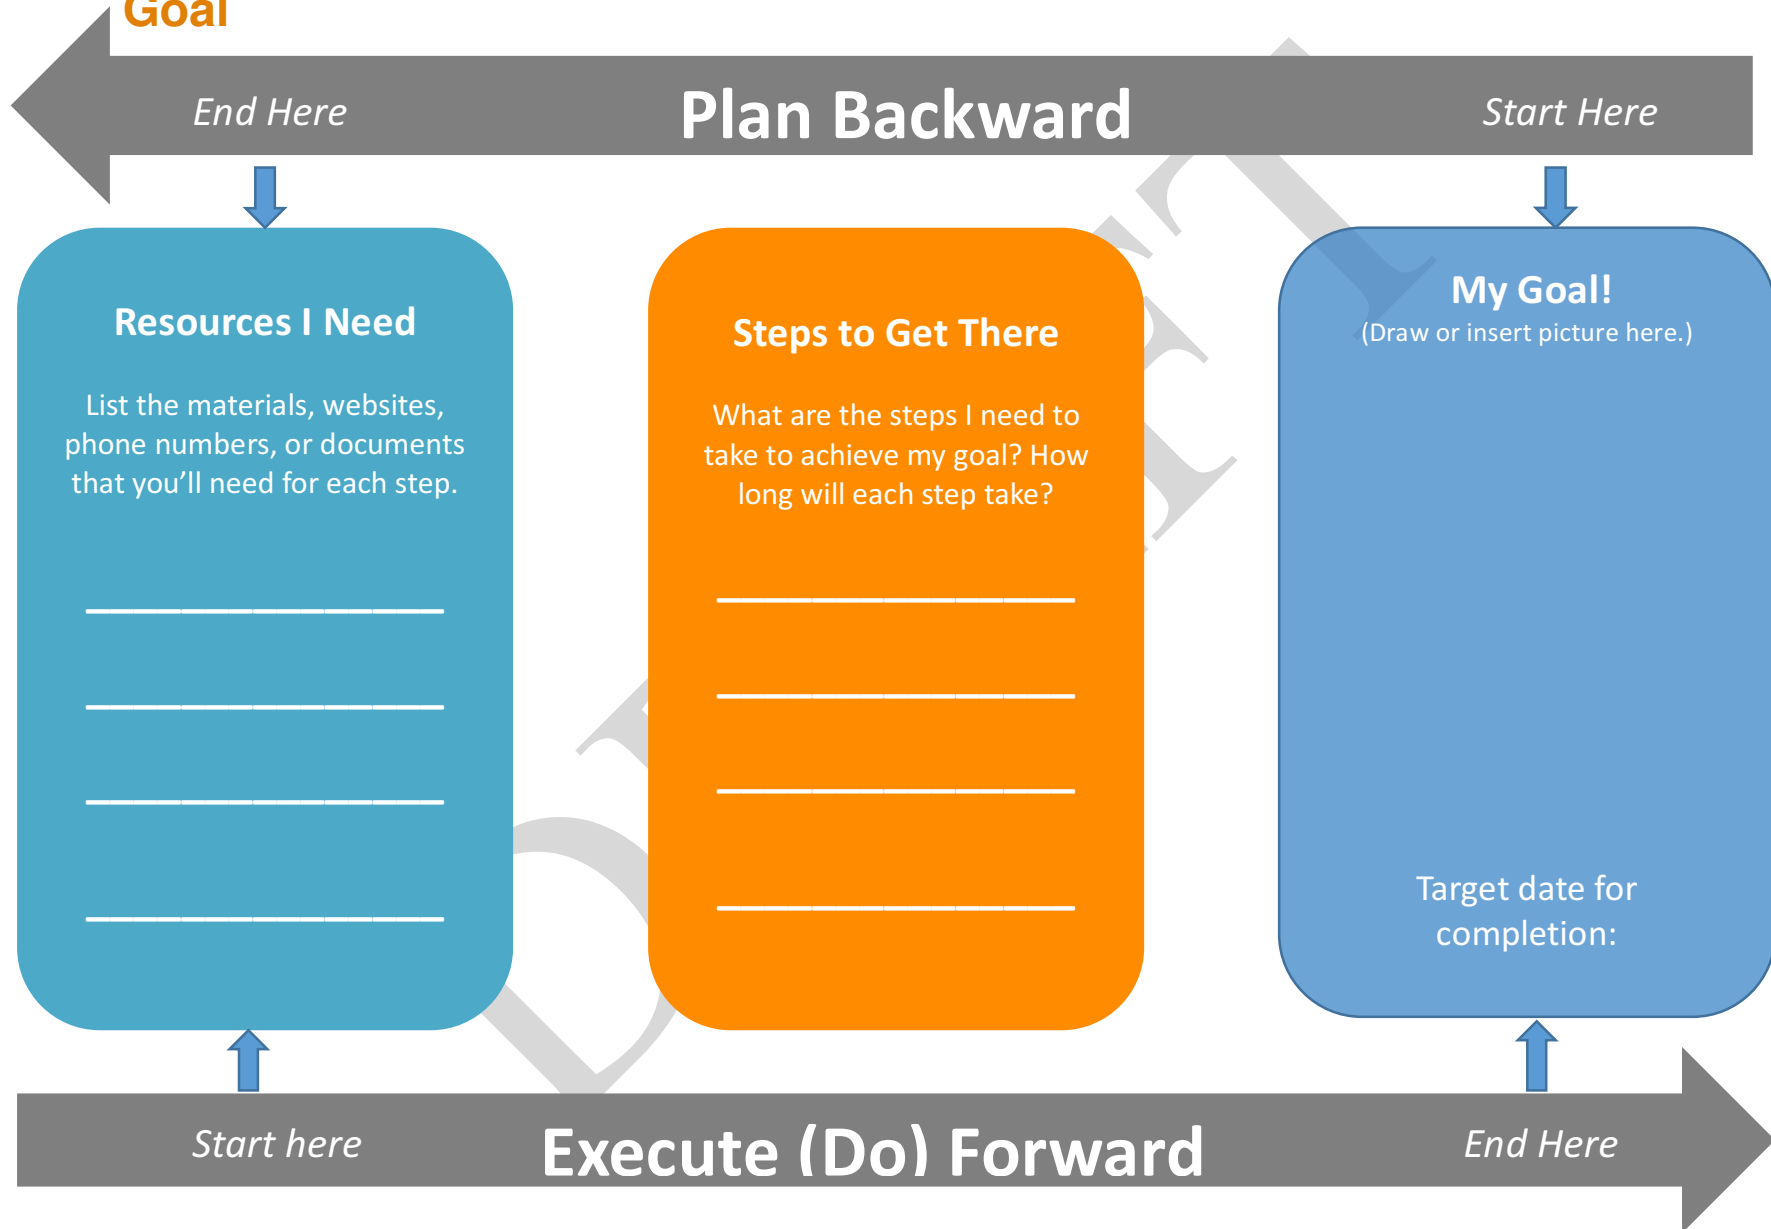 Goal
End Here
Plan Backward
Start Here
Resources I Need
List the materials, websites,
phone numbers, or documents
that you’ll need for each step.
Steps to Get There
What are the steps I need to
take to achieve my goal? How
long will each step take?
My Goal!
(Draw or insert picture here.)
Target date for
completion:
Start here
Execute (Do) Forward
End Here
DRAFT